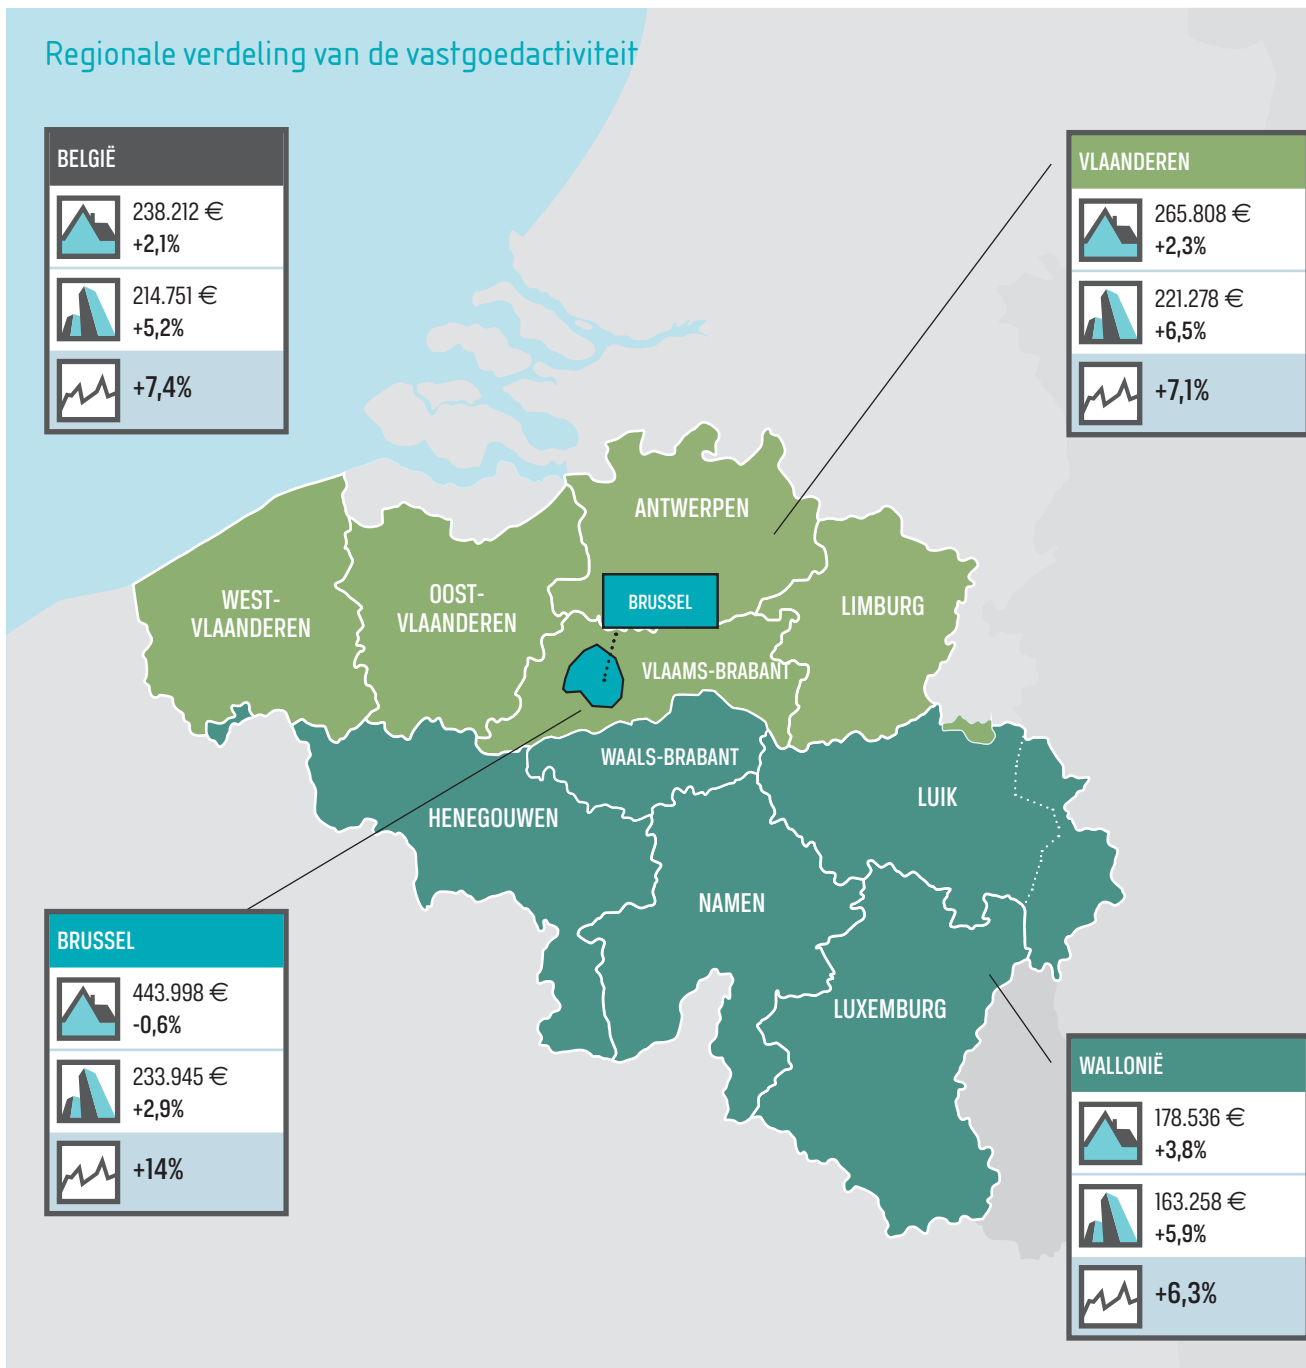 Regionale verdeling van de vastgoedactiviteit
BELGIË
238.212 €
+2,1%
214.751 €
+5,2%
+7,4%
VLAANDEREN
265.808 €
+2,3%
221.278 €
+6,5%
+7,1%
ANTWERPEN
WEST-
VLAANDEREN
OOST-
VLAANDEREN
BRUSSEL
LIMBURG
VLAAMS-BRABANT
WAALS-BRABANT
HENEGOUWEN
LUIK
NAMEN
LUXEMBURG
BRUSSEL
443.998 €
-0,6%
233.945 €
+2,9%
+14%
WALLONIË
178.536 €
+3,8%
163.258 €
+5,9%
+6,3%